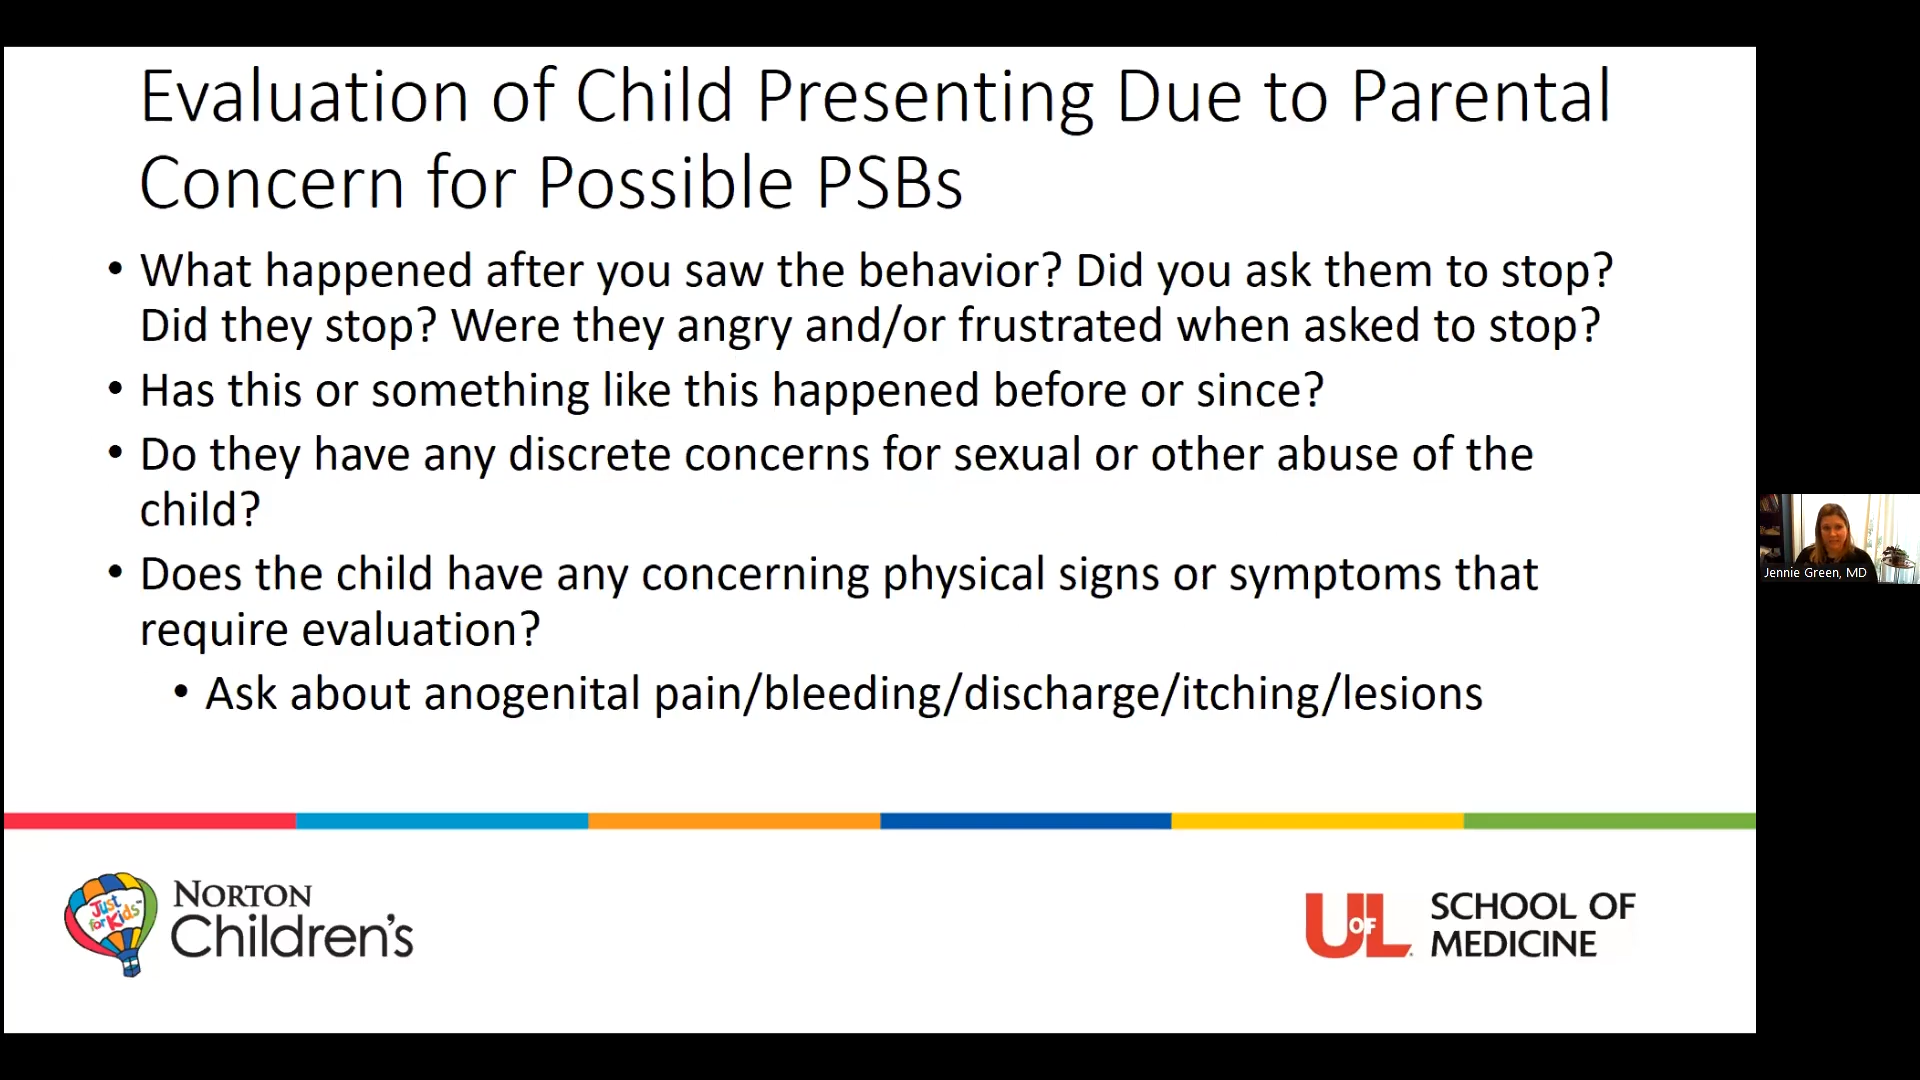 Evaluation of Child Presenting Due to Parental
Concern for Possible PSBs
• What happened after you saw the behavior? Did you ask them to stop?
Did they stop? Were they angry and/or frustrated when asked to stop?
• Has this or something like this happened before or since?
• Do they have any discrete concerns for sexual or other abuse of the
child?
• Does the child have any concerning physical signs or symptoms that
require evaluation?
• Ask about anogenital pain/bleeding/discharge/itching/lesions
Jennie Green, MD
Just
for Kids™
NORTON
Children's
UOFL
SCHOOL OF
MEDICINE